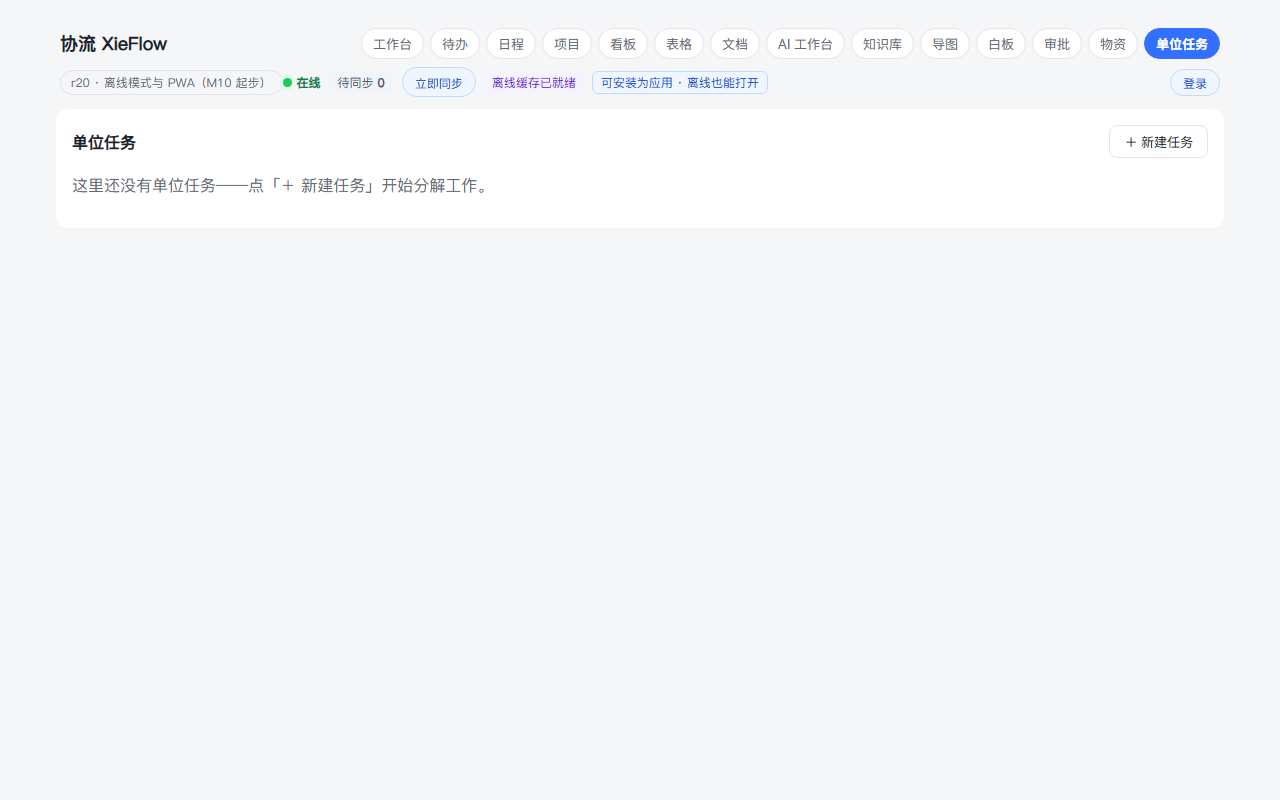 协流 XieFlow
工作台 待办 日程 项目 看板 表格 文档 AI 工作台 知识库 导图 白板 审批 物资 单位任务
r20 · 离线模式与 PWA（M10 起步） 在线 待同步 0 立即同步 离线缓存已就绪 可安装为应用 · 离线也能打开 登录
单位任务 ＋ 新建任务
这里还没有单位任务——点「＋ 新建任务」开始分解工作。